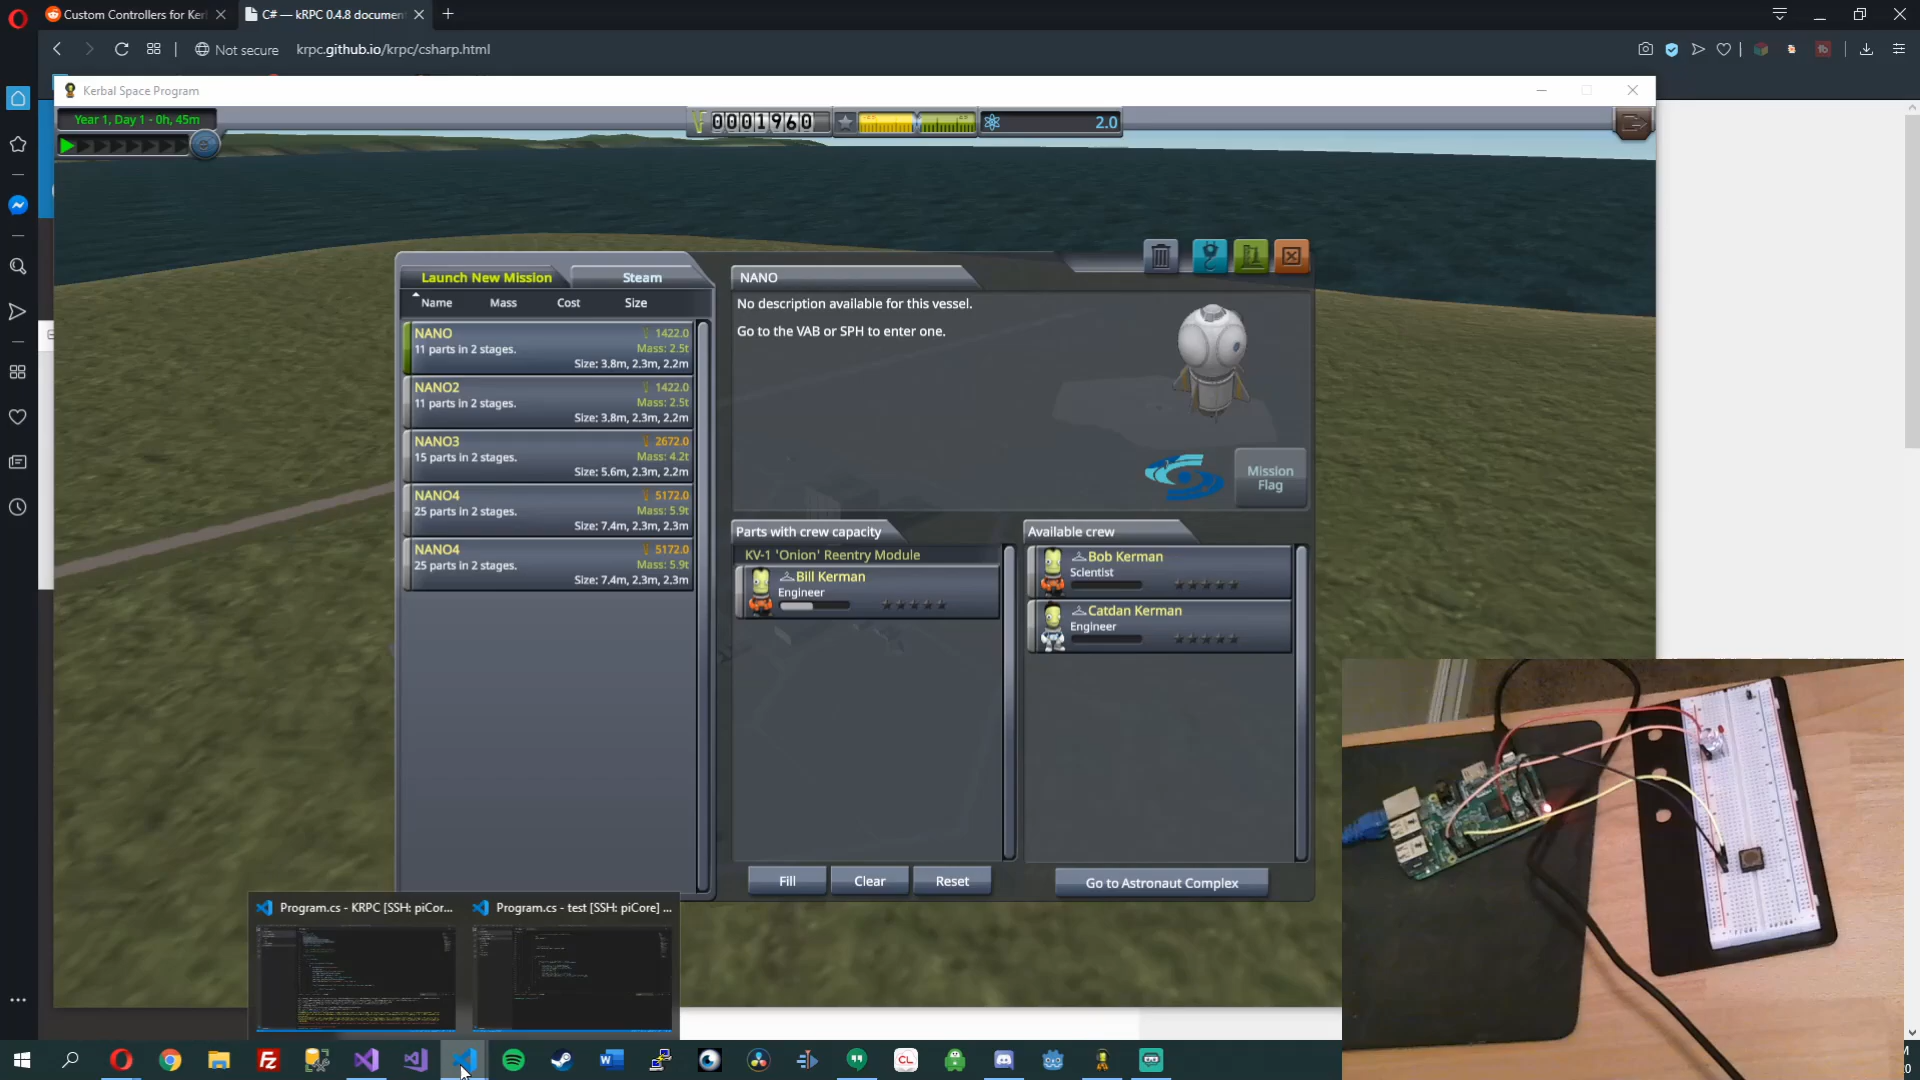 Custom Controllers for Ker
C# — kRPC 0.4.8 documen
Not secure
krpc.github.io/krpc/csharp.html
Kerbal Space Program
Year 1, Day 1 - 0h, 45m
0001960
2.0
Launch New Mission
Steam
Name
Mass
Cost
Size
NANO
1422.0
11 parts in 2 stages.
Mass: 2.5t
Size: 3.8m, 2.3m, 2.2m
NANO2
1422.0
11 parts in 2 stages.
Mass: 2.5t
Size: 3.8m, 2.3m, 2.2m
NANO3
2672.0
15 parts in 2 stages.
Mass: 4.2t
Size: 5.6m, 2.3m, 2.2m
NANO4
5172.0
25 parts in 2 stages.
Mass: 5.9t
Size: 7.4m, 2.3m, 2.3m
NANO4
5172.0
25 parts in 2 stages.
Mass: 5.9t
Size: 7.4m, 2.3m, 2.3m
NANO
No description available for this vessel.
Go to the VAB or SPH to enter one.
Mission
Flag
Parts with crew capacity
KV-1 'Onion' Reentry Module
Bill Kerman
Engineer
Available crew
Bob Kerman
Scientist
Catdan Kerman
Engineer
Fill
Clear
Reset
Go to Astronaut Complex
Program.cs - KRPC [SSH: piCor...
Program.cs - test [SSH: piCore] ...
CL